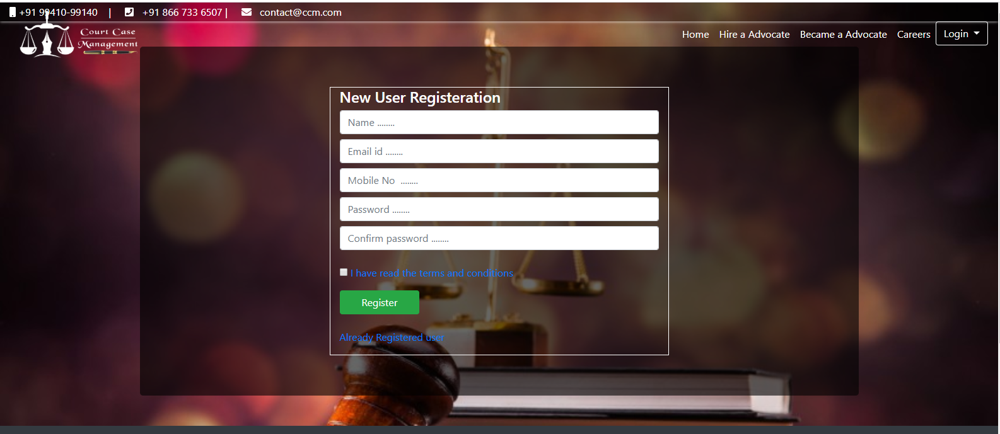 +91 99410-99140 | +91 866 733 6507 | contact@ccm.com
Court Case
Management
Home Hire a Advocate Became a Advocate Careers Login
New User Registeration
Name ........
Email id ........
Mobile No ........
Password ........
Confirm password ........
I have read the terms and conditions
Register
Already Registered user